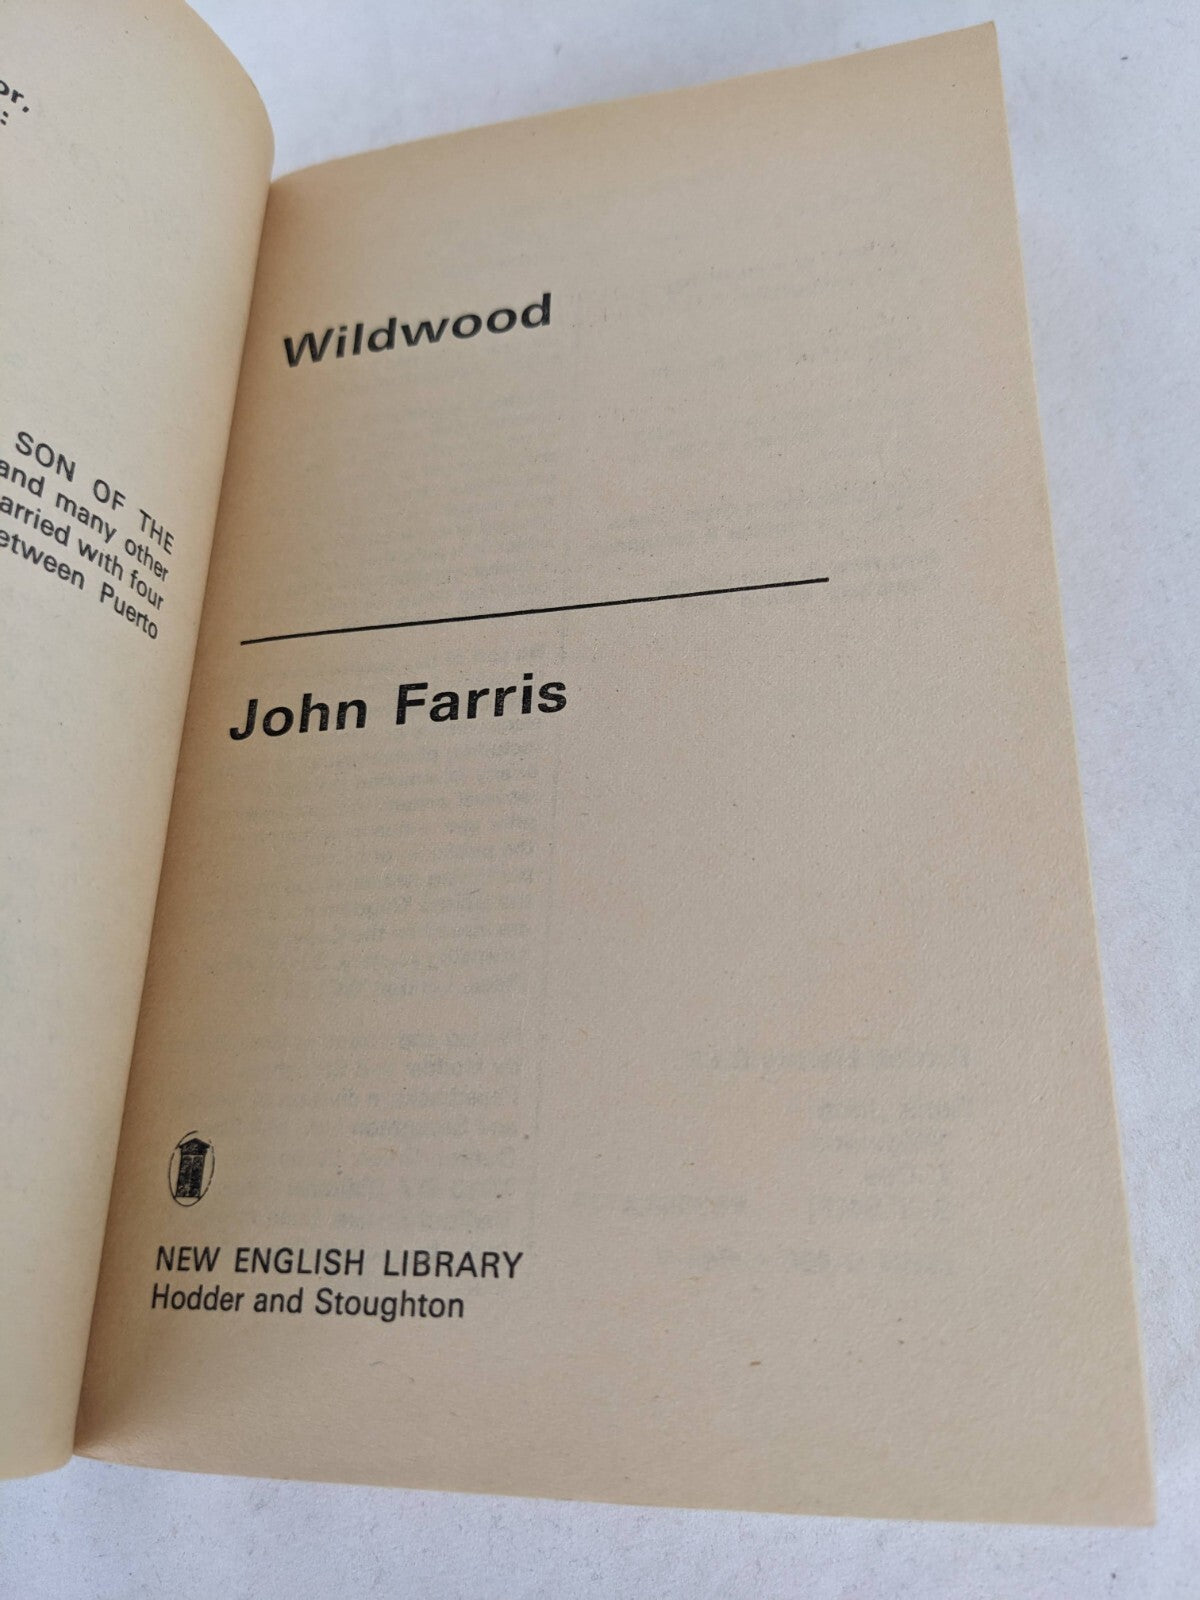 or.
:
SON OF THE
and many other
arried with four
etween Puerto
Wildwood
John Farris
NEW ENGLISH LIBRARY
Hodder and Stoughton